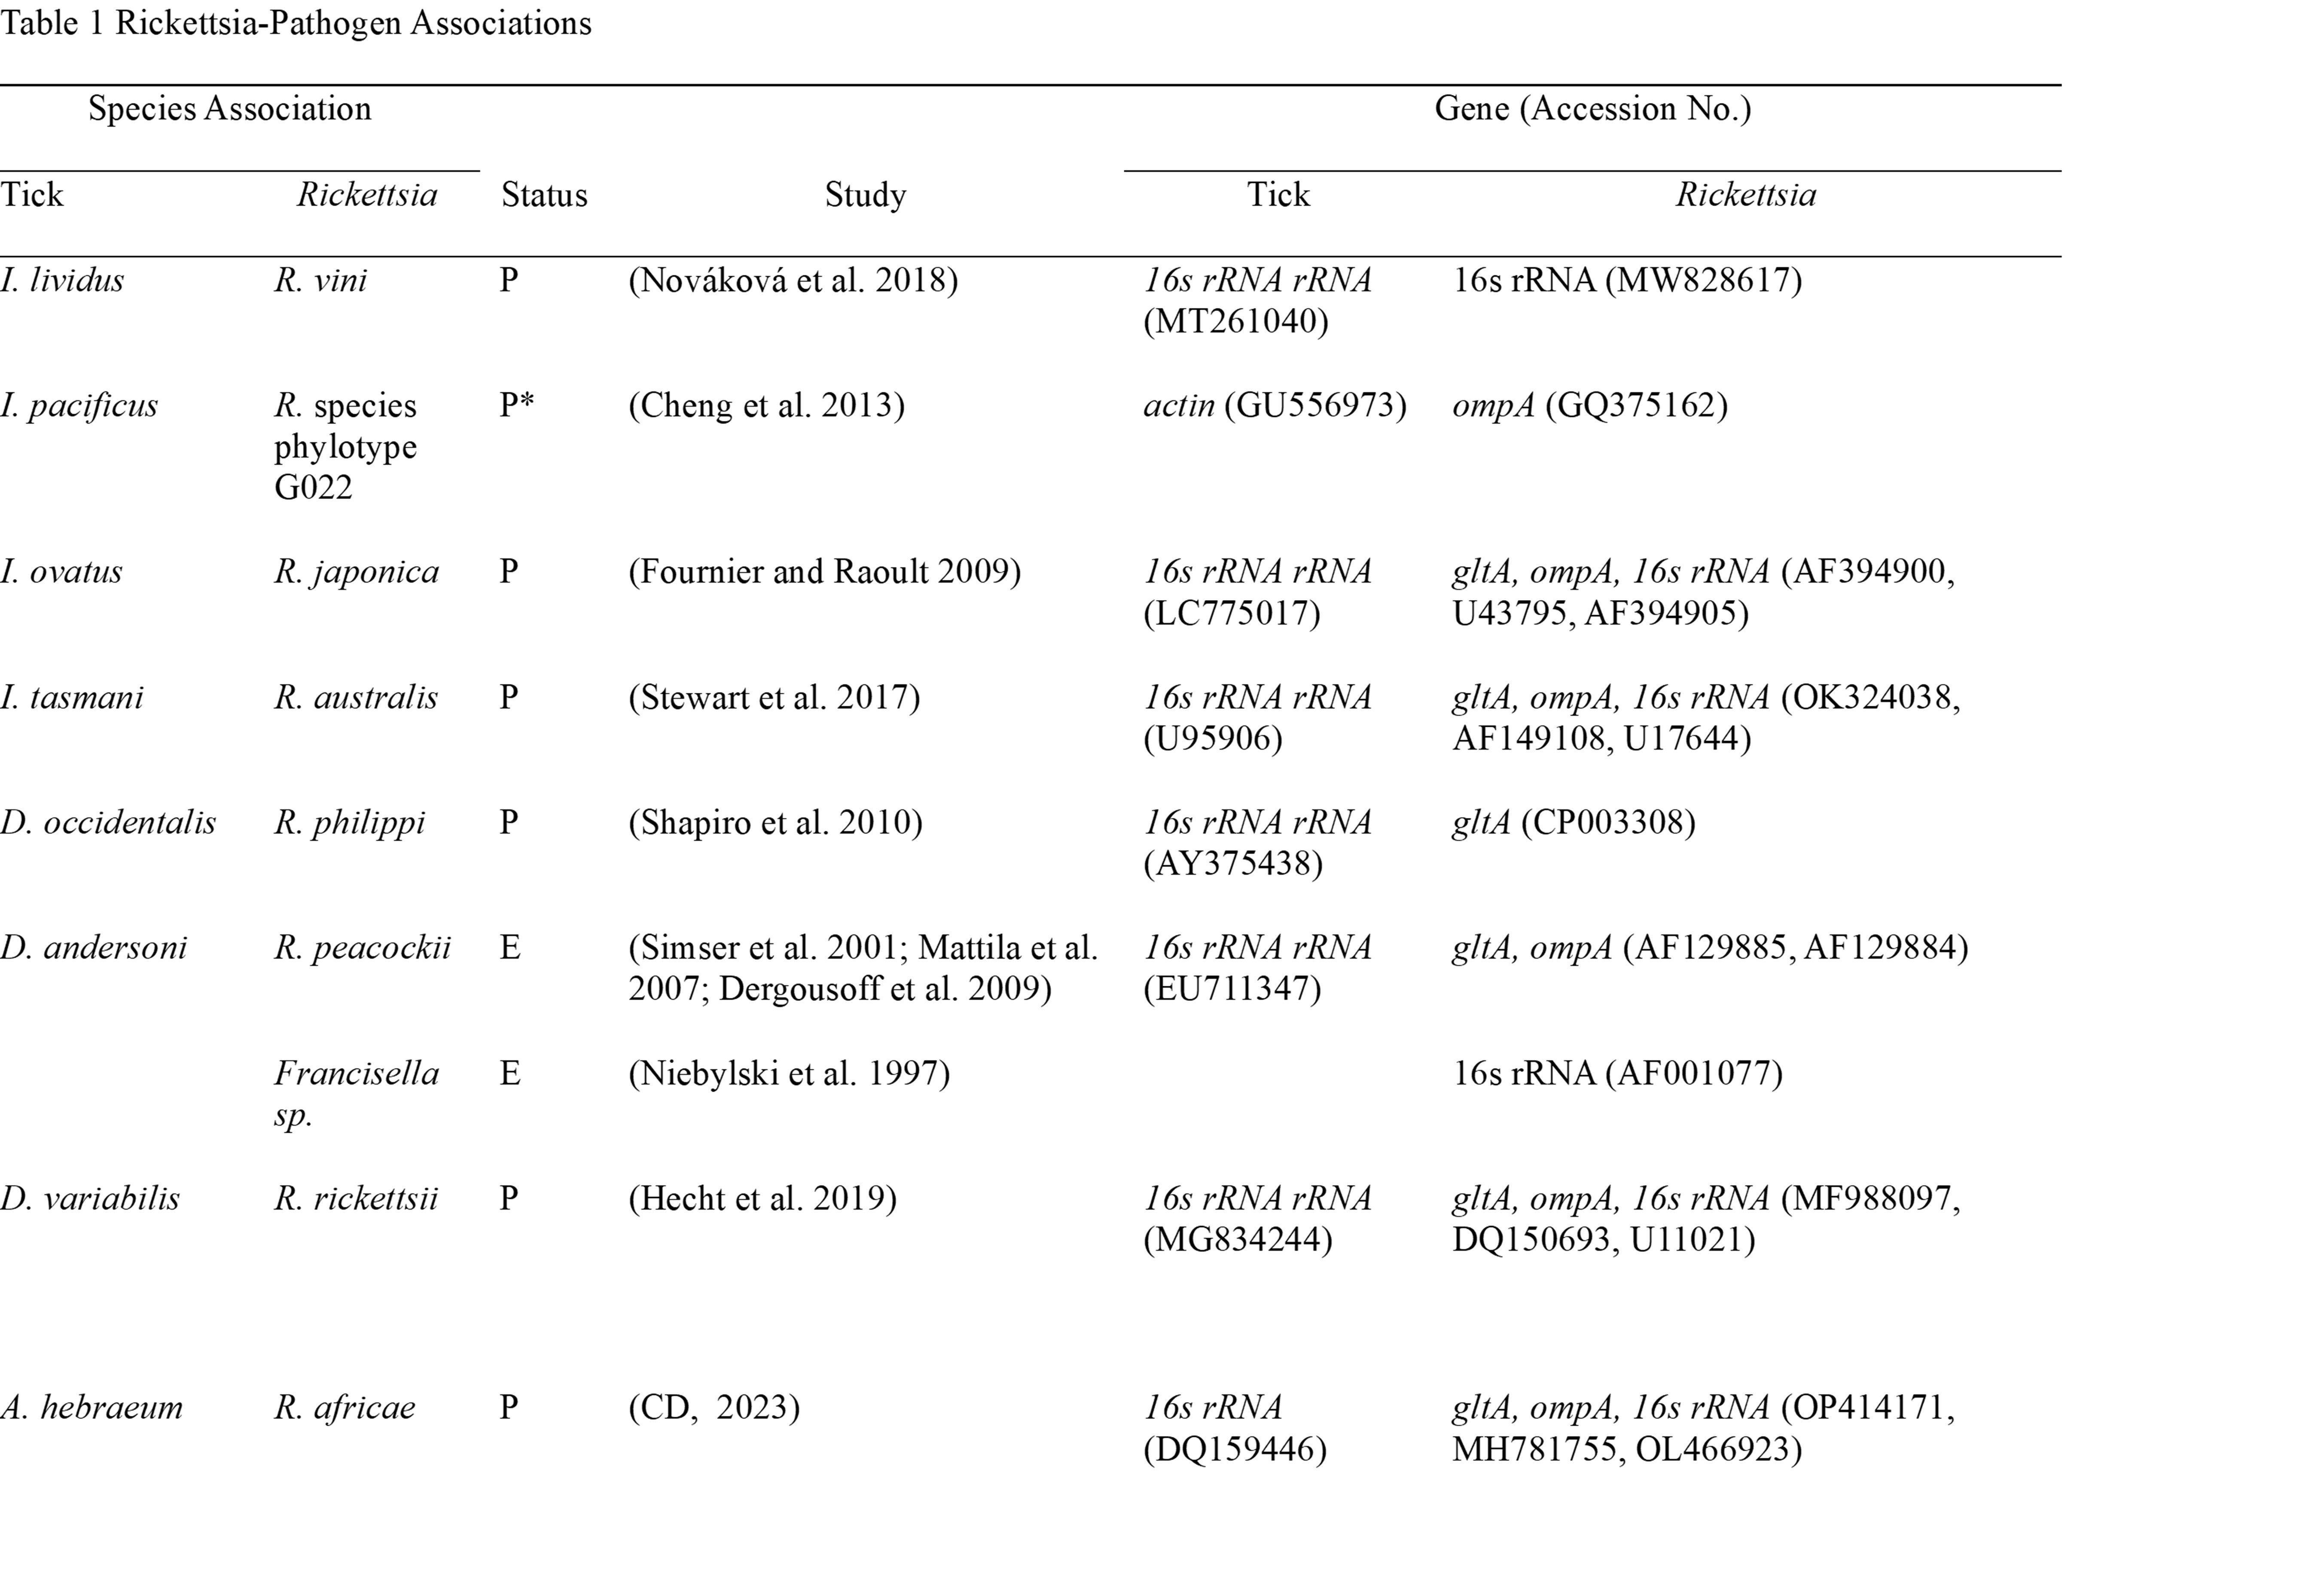 Table 1 Rickettsia-Pathogen Associations
Species Association Gene (Accession No.)
Tick Rickettsia Status Study Tick Rickettsia
I. lividus R. vini P (Nováková et al. 2018) 16s rRNA rRNA 16s rRNA (MW828617)
(MT261040)
I. pacificus R. species P* (Cheng et al. 2013) actin (GU556973) ompA (GQ375162)
phylotype
G022
I. ovatus R. japonica P (Fournier and Raoult 2009) 16s rRNA rRNA gltA, ompA, 16s rRNA (AF394900,
(LC775017) U43795, AF394905)
I. tasmani R. australis P (Stewart et al. 2017) 16s rRNA rRNA gltA, ompA, 16s rRNA (OK324038,
(U95906) AF149108, U17644)
D. occidentalis R. philippi P (Shapiro et al. 2010) 16s rRNA rRNA gltA (CP003308)
(AY375438)
D. andersoni R. peacockii E (Simser et al. 2001; Mattila et al. 16s rRNA rRNA gltA, ompA (AF129885, AF129884)
2007; Dergousoff et al. 2009) (EU711347)
Francisella E (Niebylski et al. 1997) 16s rRNA (AF001077)
sp.
D. variabilis R. rickettsii P (Hecht et al. 2019) 16s rRNA rRNA gltA, ompA, 16s rRNA (MF988097,
(MG834244) DQ150693, U11021)
A. hebraeum R. africae P (CD, 2023) 16s rRNA gltA, ompA, 16s rRNA (OP414171,
(DQ159446) MH781755, OL466923)